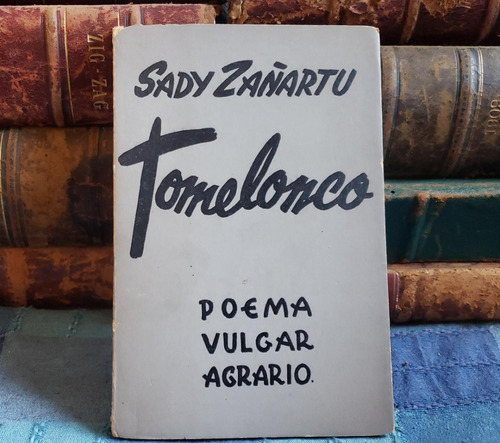 SADY ZAÑARTU
Tomelonco
POEMA
VULGAR
AGRARIO.
ZIG-ZAG